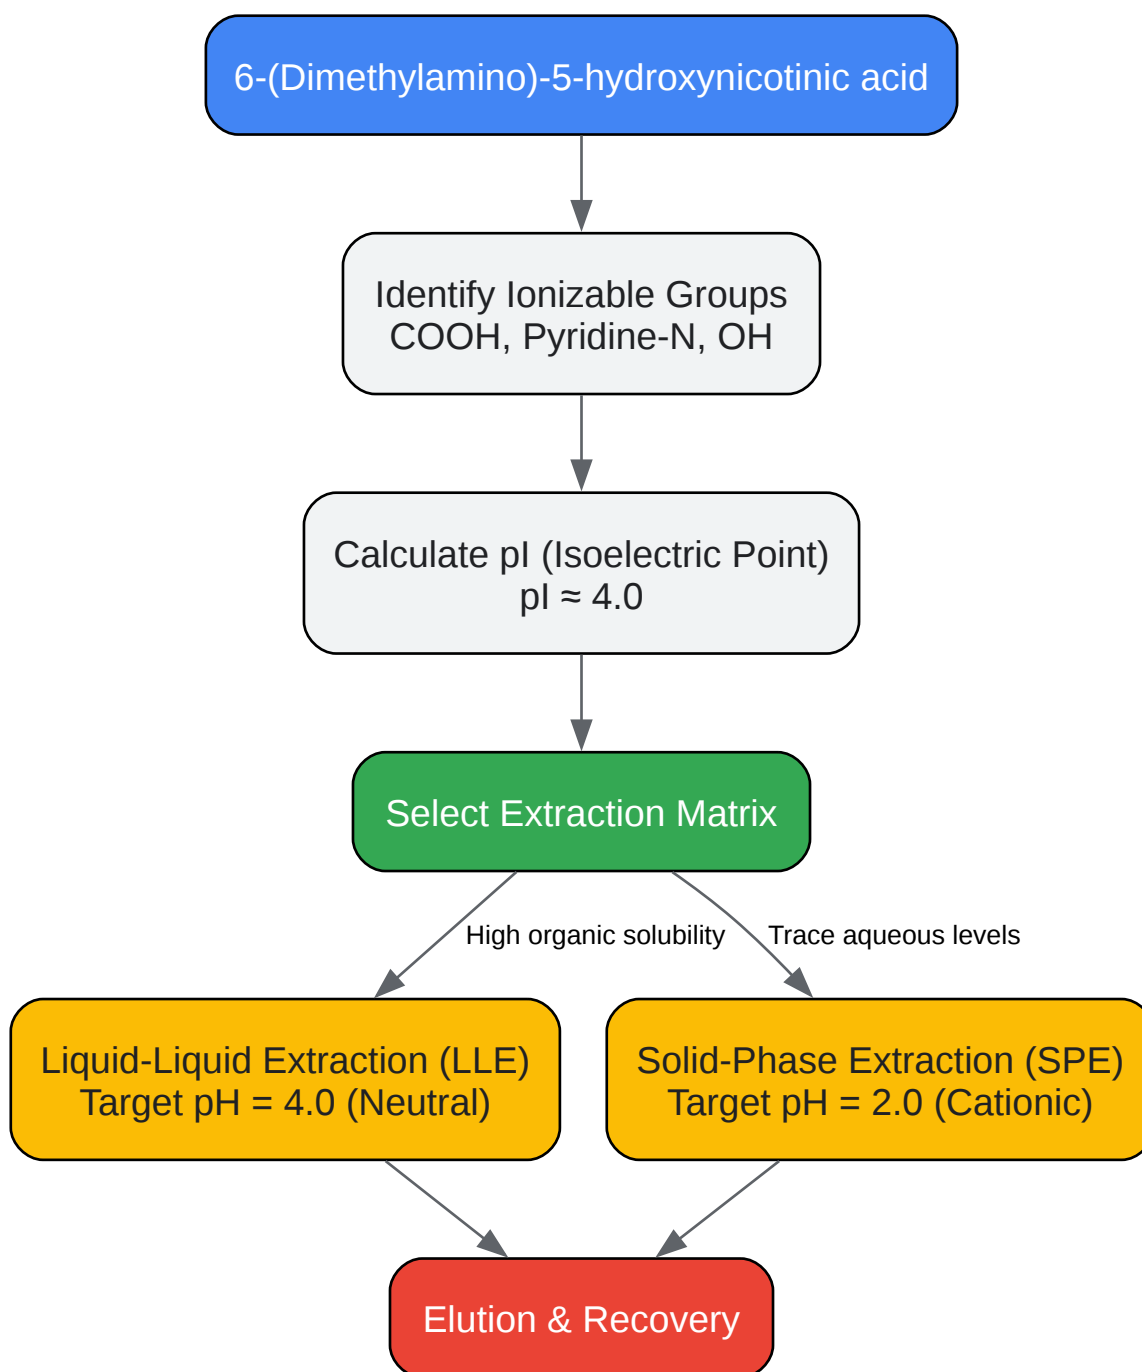 6-(Dimethylamino)-5-hydroxynicotinic acid
Identify Ionizable Groups
COOH, Pyridine-N, OH
Calculate pI (Isoelectric Point)
pI ≈ 4.0
Select Extraction Matrix
High organic solubility
Trace aqueous levels
Liquid-Liquid Extraction (LLE)
Target pH = 4.0 (Neutral)
Solid-Phase Extraction (SPE)
Target pH = 2.0 (Cationic)
Elution & Recovery